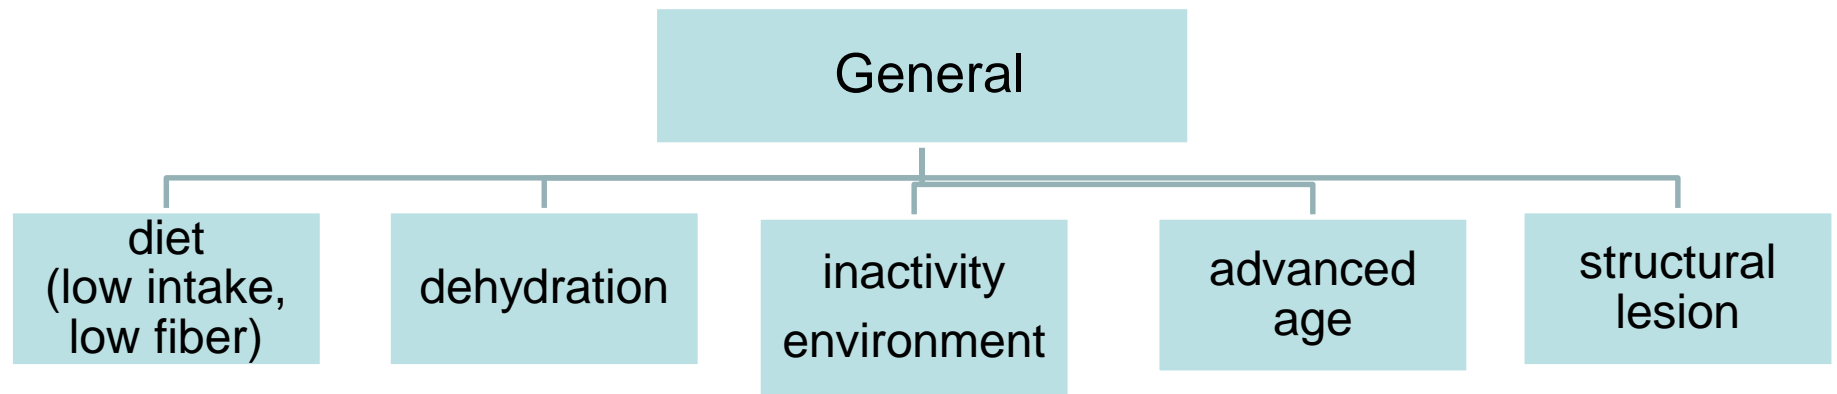 General
diet
(low intake,
low fiber)
dehydration
inactivity
environment
advanced
age
structural
lesion